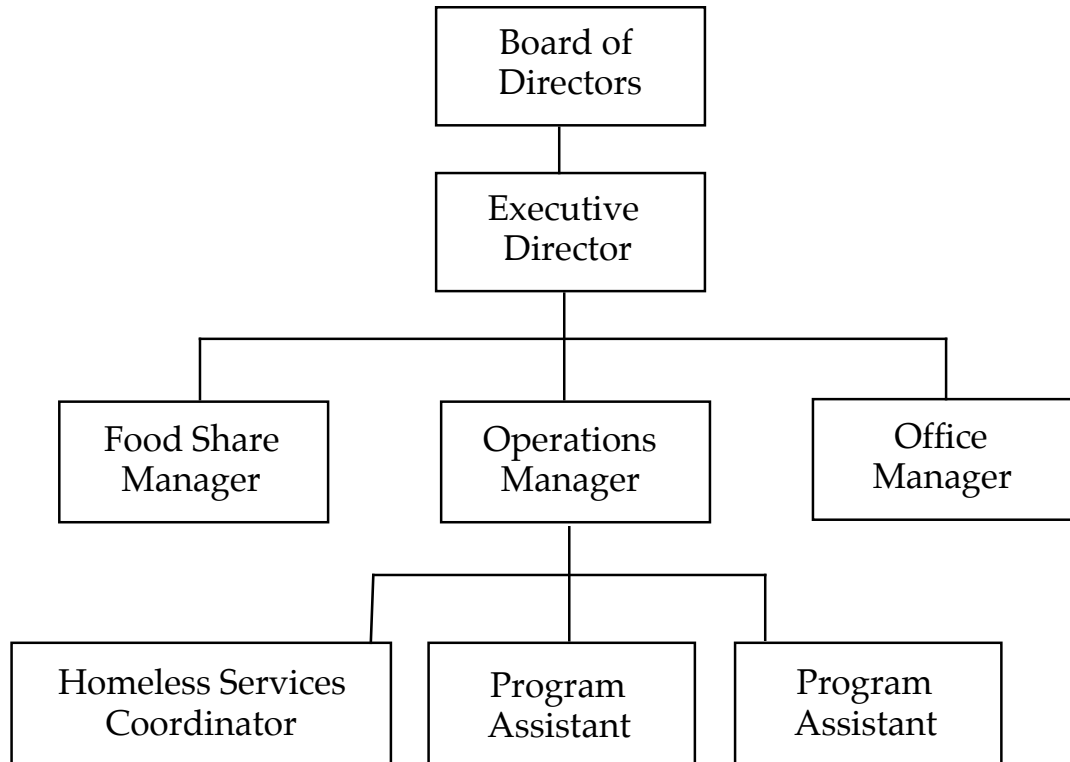 Board of
Directors
Executive
Director
Food Share
Manager
Operations
Manager
Office
Manager
Homeless Services
Coordinator
Program
Assistant
Program
Assistant